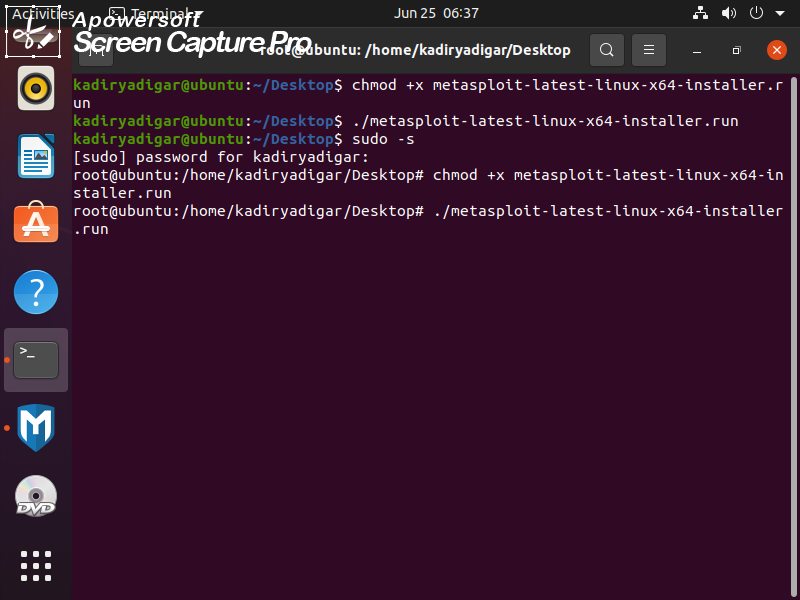 Activities
Terminal
Jun 25 06:37
Apowersoft
Screen Capture Pro
root@ubuntu: /home/kadiryadigar/Desktop
kadiryadigar@ubuntu:~/Desktop$ chmod +x metasploit-latest-linux-x64-installer.r
un
kadiryadigar@ubuntu:~/Desktop$ ./metasploit-latest-linux-x64-installer.run
kadiryadigar@ubuntu:~/Desktop$ sudo -s
[sudo] password for kadiryadigar:
root@ubuntu:/home/kadiryadigar/Desktop# chmod +x metasploit-latest-linux-x64-in
staller.run
root@ubuntu:/home/kadiryadigar/Desktop# ./metasploit-latest-linux-x64-installer
.run
>_
?
M
DVD